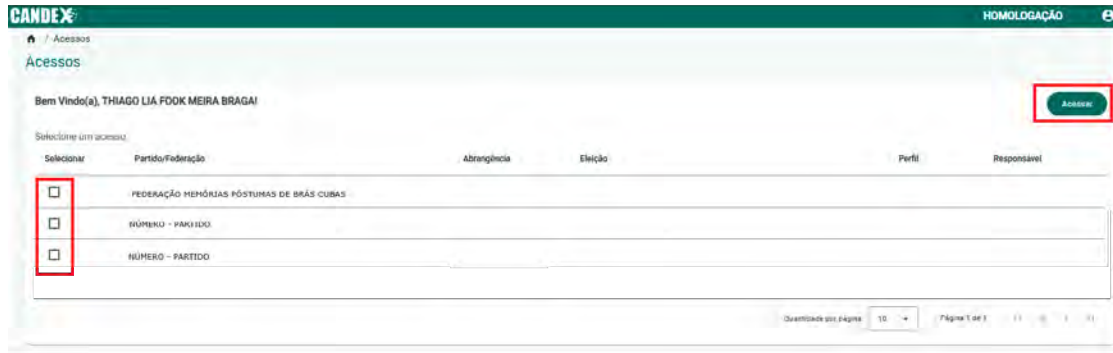 CANDEX HOMOLOGAÇÃO
/ Acessos
Acessos
Bem Vindo(a), THIAGO LIA FOOK MEIRA BRAGA!
Acessar
Selecione um acesso.
Selecionar Partido/Federação Abrangência Eleição Perfil Responsável
FEDERAÇÃO MEMÓRIAS PÓSTUMAS DE BRÁS CUBAS
NÚMERO - PARTIDO
NÚMERO - PARTIDO
Quantidade por página 10 Página 1 de 1